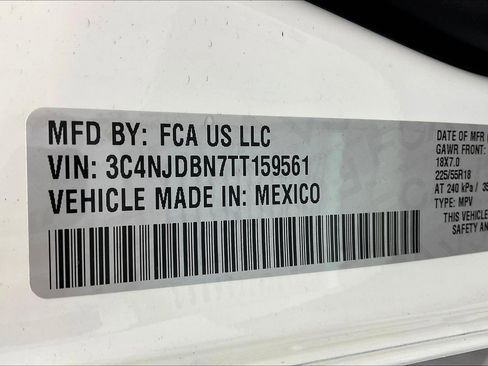 MFD BY: FCA US LLC
VIN: 3C4NJDBN7TT159561
VEHICLE MADE IN: MEXICO
DATE OF MFR
GAWR FRONT:
18X7.0
225/55R18
AT 240 kPa /
TYPE: MPV
THIS VEHICLE
SAFETY AN